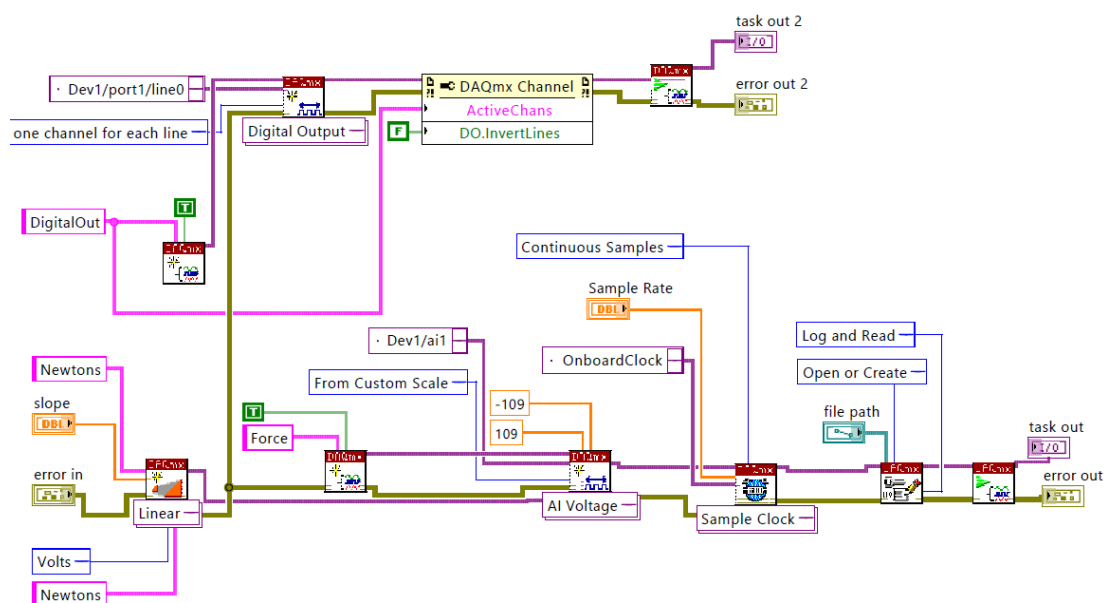 task out 2
I/O
Dev1/port1/line0
DAQmx Channel
error out 2
ActiveChans
one channel for each line
Digital Output
F
DO.InvertLines
T
DigitalOut
Continuous Samples
Sample Rate
DBL
Dev1/ai1
OnboardClock
Log and Read
Newtons
From Custom Scale
Open or Create
slope
DBL
-109
T
file path
109
Force
task out
I/O
error in
error out
Linear
AI Voltage
Sample Clock
Volts
Newtons